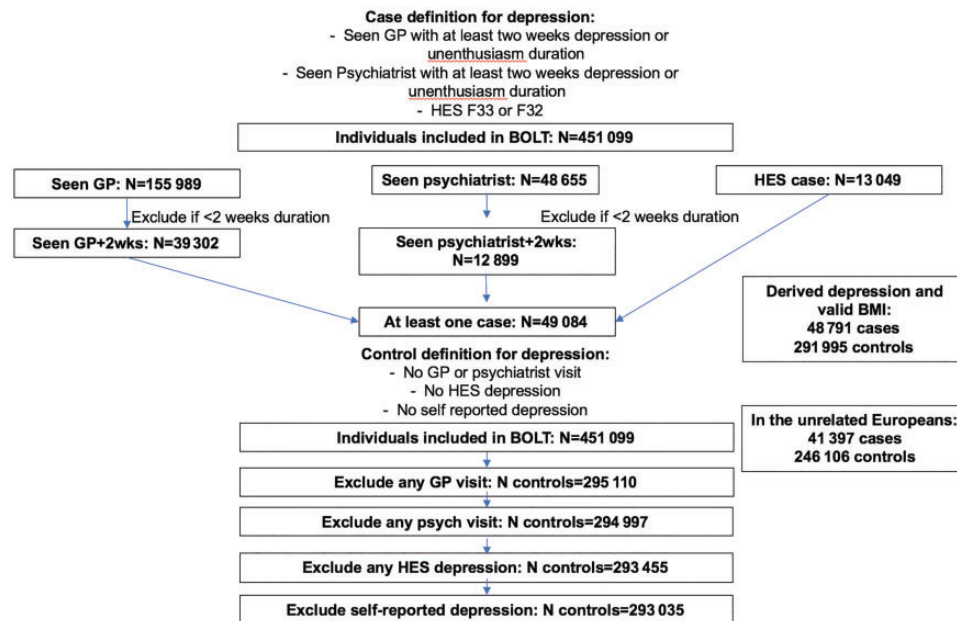 Case definition for depression:
- Seen GP with at least two weeks depression or
unenthusiasm duration
- Seen Psychiatrist with at least two weeks depression or
unenthusiasm duration
- HES F33 or F32
Individuals included in BOLT: N=451 099
Seen GP: N=155 989
Seen psychiatrist: N=48 655
HES case: N=13 049
Exclude if <2 weeks duration
Exclude if <2 weeks duration
Seen GP+2wks: N=39 302
Seen psychiatrist+2wks:
N=12 899
At least one case: N=49 084
Derived depression and
valid BMI:
48 791 cases
291 995 controls
Control definition for depression:
- No GP or psychiatrist visit
- No HES depression
- No self reported depression
In the unrelated Europeans:
41 397 cases
246 106 controls
Individuals included in BOLT: N=451 099
Exclude any GP visit: N controls=295 110
Exclude any psych visit: N controls=294 997
Exclude any HES depression: N controls=293 455
Exclude self-reported depression: N controls=293 035